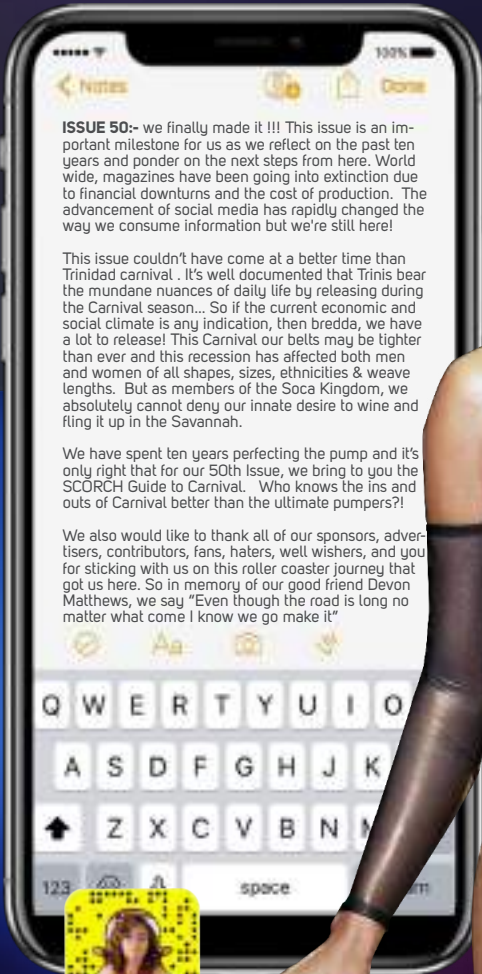 100%
Notes
Done
ISSUE 50:- we finally made it !!! This issue is an im-
portant milestone for us as we reflect on the past ten
years and ponder on the next steps from here. World
wide, magazines have been going into extinction due
to financial downturns and the cost of production. The
advancement of social media has rapidly changed the
way we consume information but we're still here!
This issue couldn't have come at a better time than
Trinidad carnival . It's well documented that Trinis bear
the mundane nuances of daily life by releasing during
the Carnival season... So if the current economic and
social climate is any indication, then bredda, we have
a lot to release! This Carnival our belts may be tighter
than ever and this recession has affected both men
and women of all shapes, sizes, ethnicities & weave
lengths. But as members of the Soca Kingdom, we
absolutely cannot deny our innate desire to wine and
fling it up in the Savannah.
We have spent ten years perfecting the pump and it's
only right that for our 50th Issue, we bring to you the
SCORCH Guide to Carnival. Who knows the ins and
outs of Carnival better than the ultimate pumpers?!
We also would like to thank all of our sponsors, adver-
tisers, contributors, fans, haters, well wishers, and you
for sticking with us on this roller coaster journey that
got us here. So in memory of our good friend Devon
Matthews, we say “Even though the road is long no
matter what come I know we go make it”
Aa
Q W E R T Y U I O
A S D F G H J K
Z X C V B N
123 space